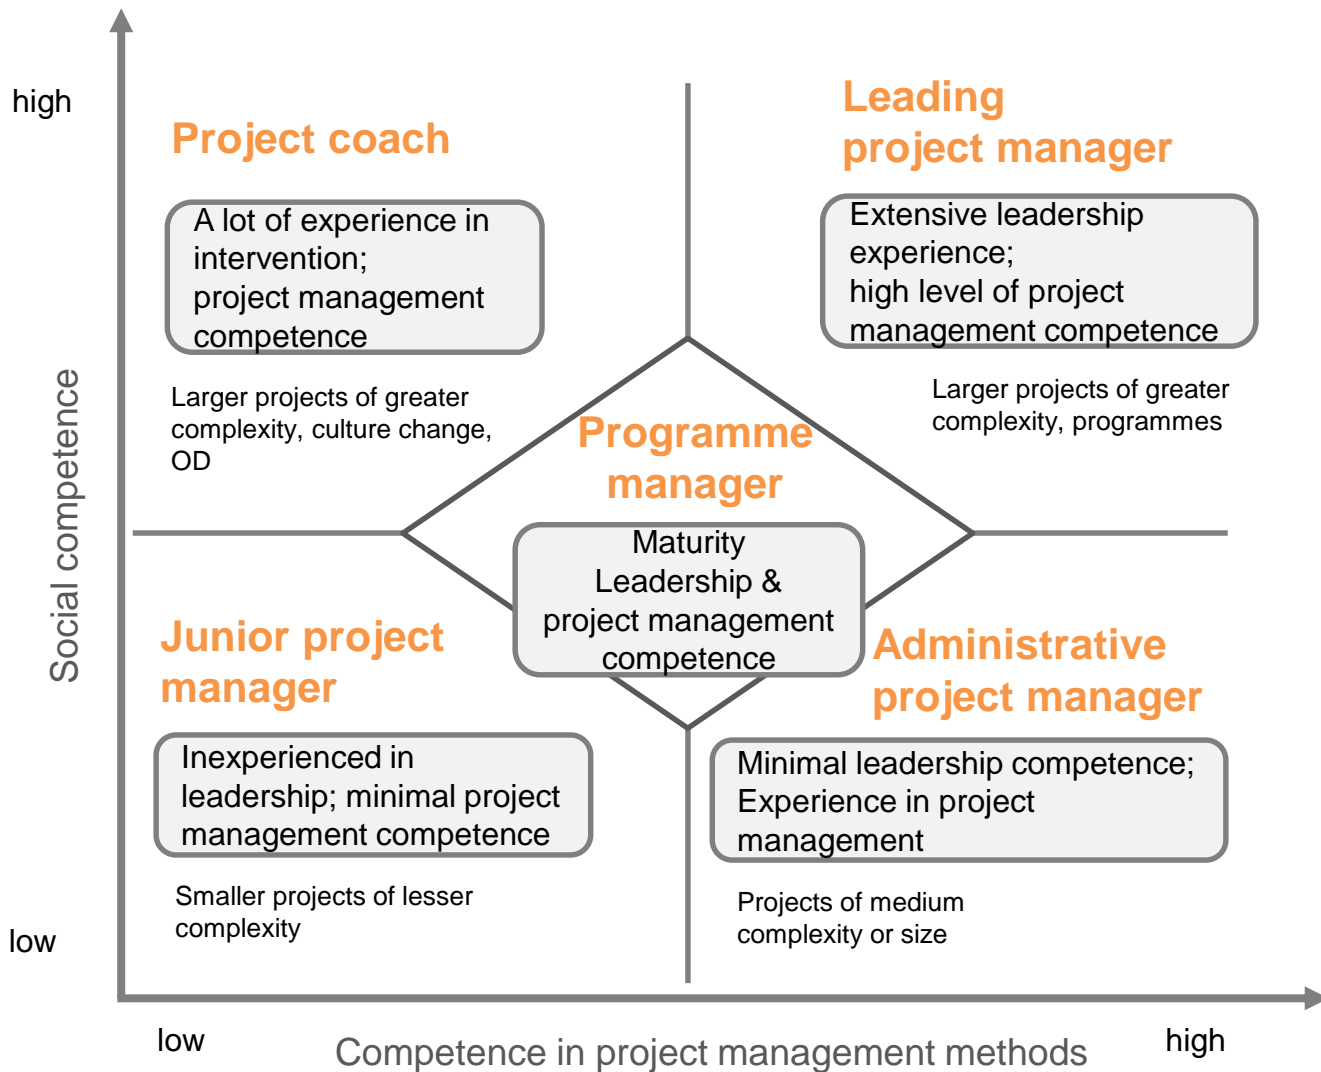 high
Project coach
A lot of experience in
intervention;
project management
competence
Larger projects of greater
complexity, culture change,
OD
Leading
project manager
Extensive leadership
experience;
high level of project
management competence
Larger projects of greater
complexity, programmes
Programme
manager
Maturity
Leadership &
project management
competence
Social competence
Junior project
manager
Inexperienced in
leadership; minimal project
management competence
Smaller projects of lesser
complexity
Administrative
project manager
Minimal leadership competence;
Experience in project
management
Projects of medium
complexity or size
low
low
Competence in project management methods
high